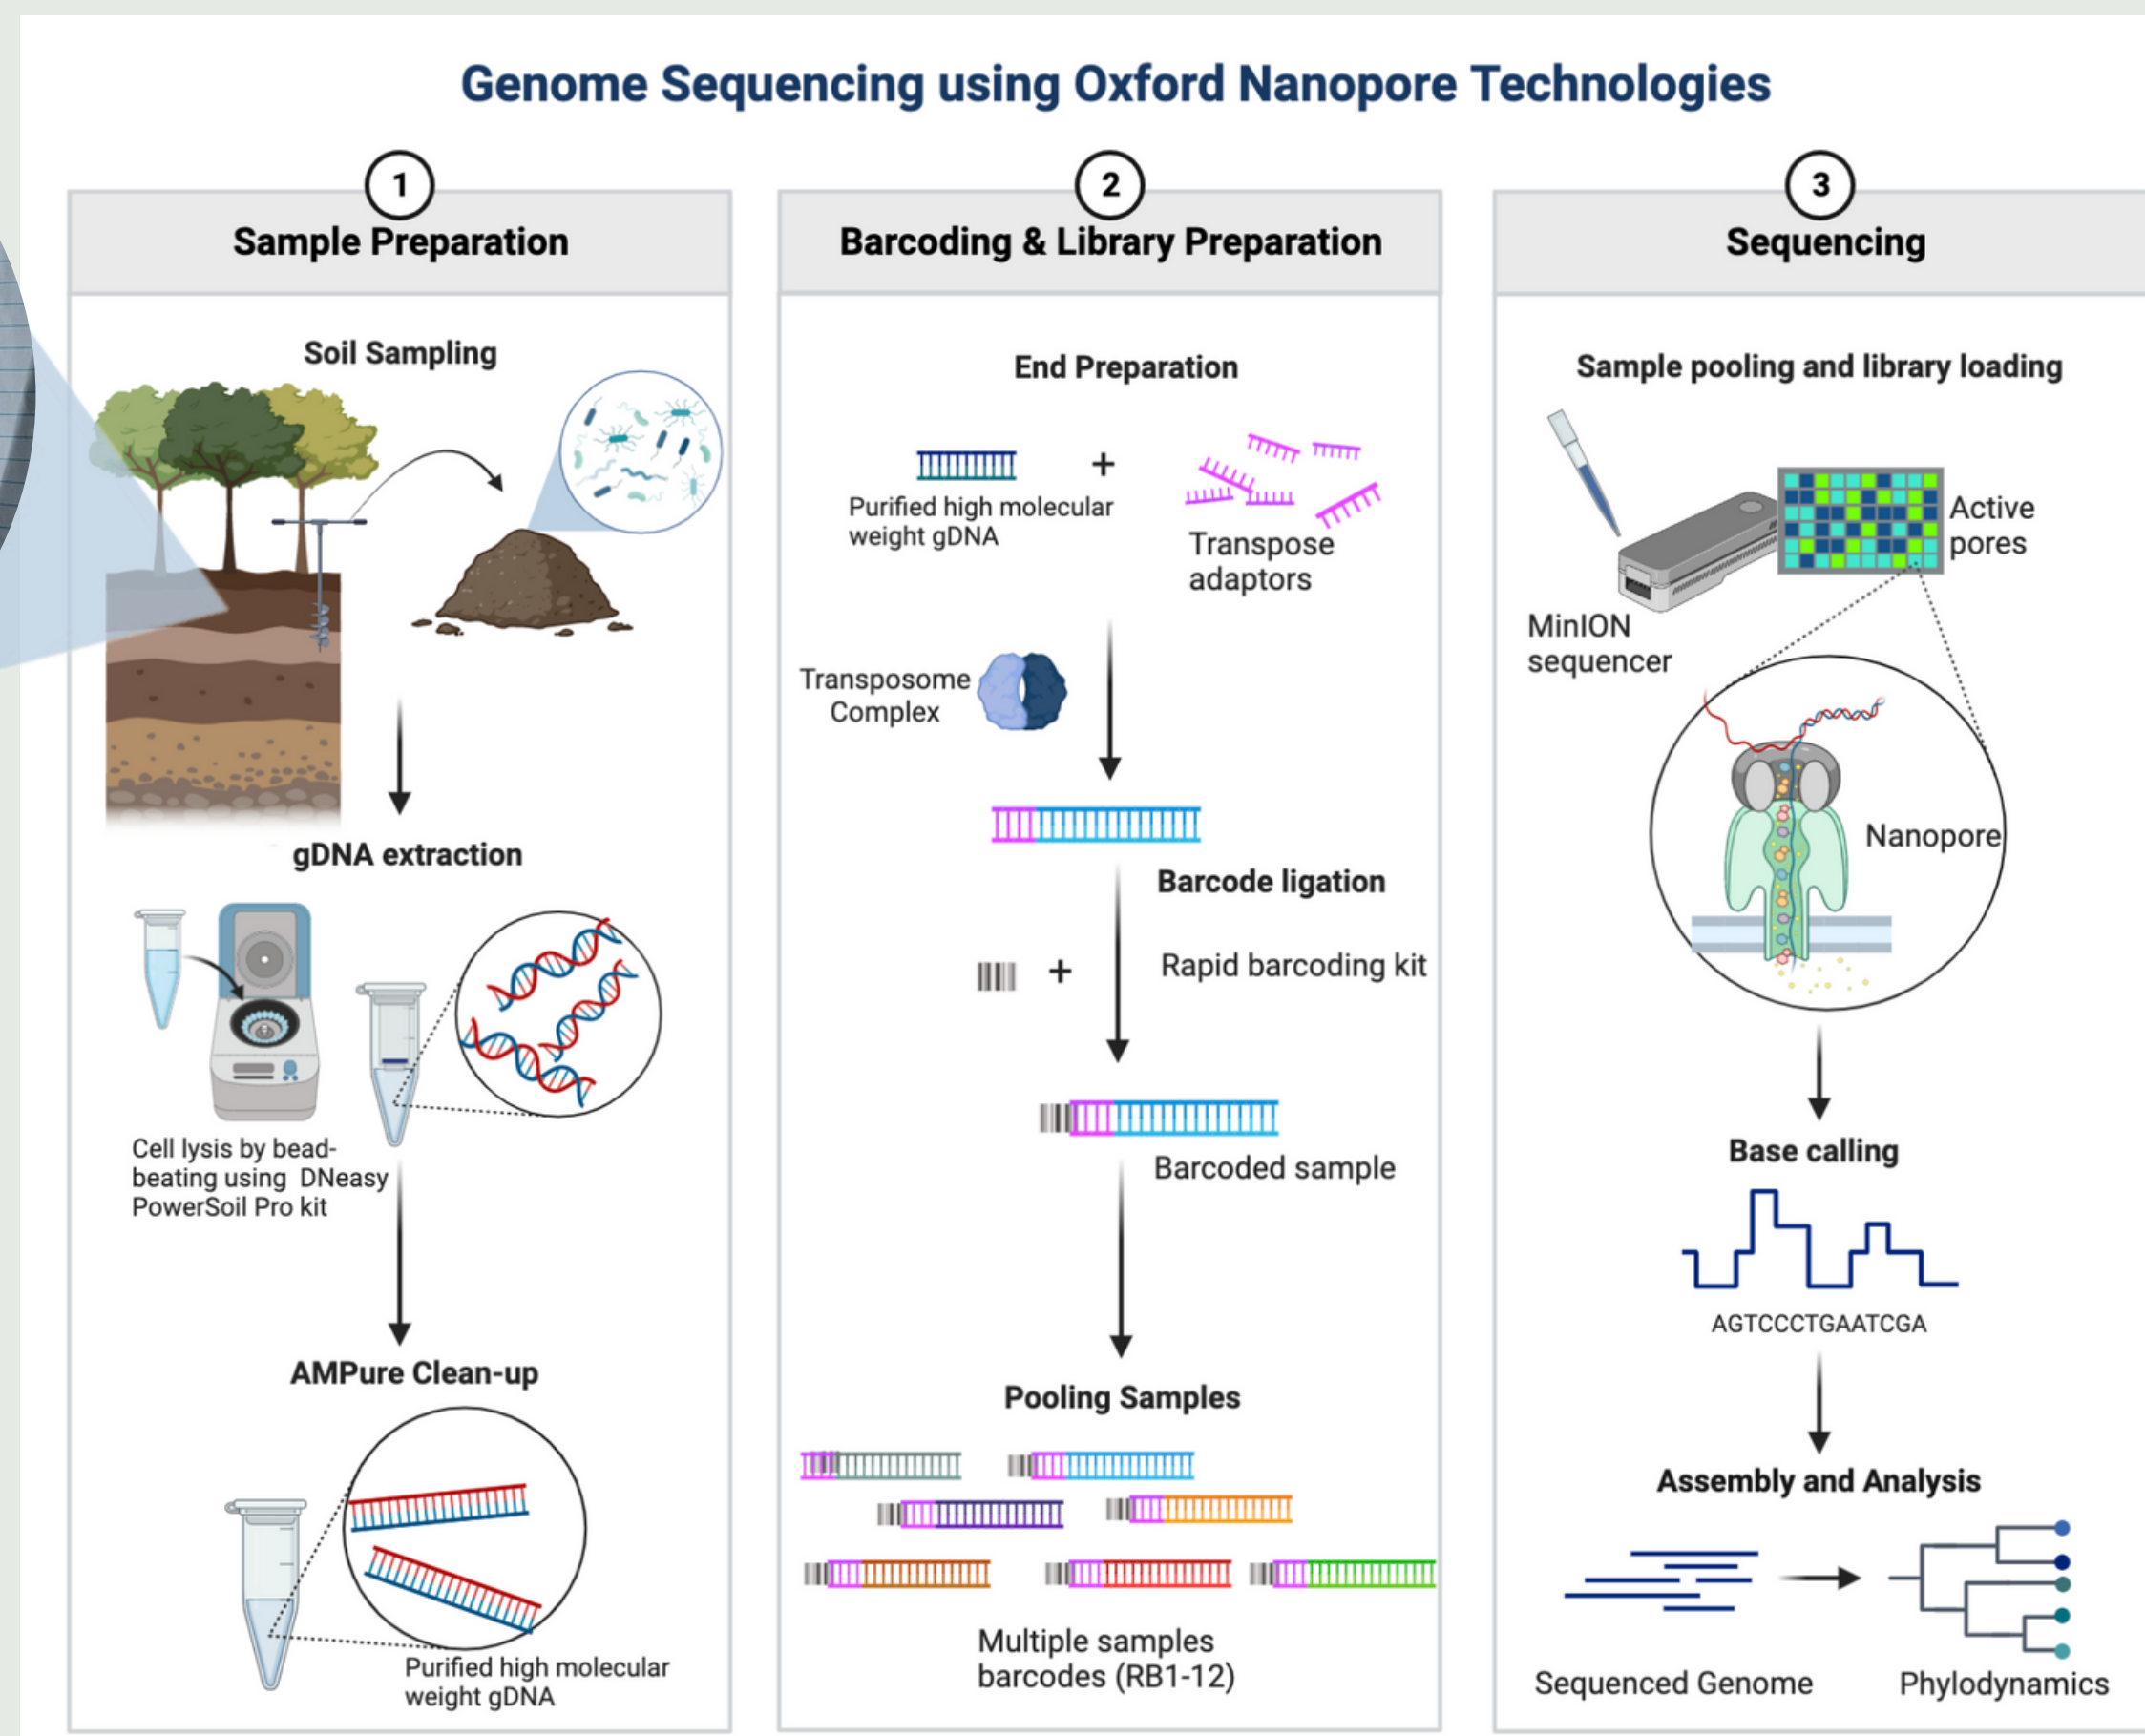 Genome Sequencing using Oxford Nanopore Technologies
1
Sample Preparation
Soil Sampling
gDNA extraction
Cell lysis by bead-
beating using DNeasy
PowerSoil Pro kit
AMPure Clean-up
Purified high molecular
weight gDNA
2
Barcoding & Library Preparation
End Preparation
+
Purified high molecular
weight gDNA
Transpose
adaptors
Transposome
Complex
Barcode ligation
+
Rapid barcoding kit
Barcoded sample
Pooling Samples
Multiple samples
barcodes (RB1-12)
3
Sequencing
Sample pooling and library loading
Active
pores
MinION
sequencer
Nanopore
Base calling
AGTCCCTGAATCGA
Assembly and Analysis
Sequenced Genome
Phylodynamics